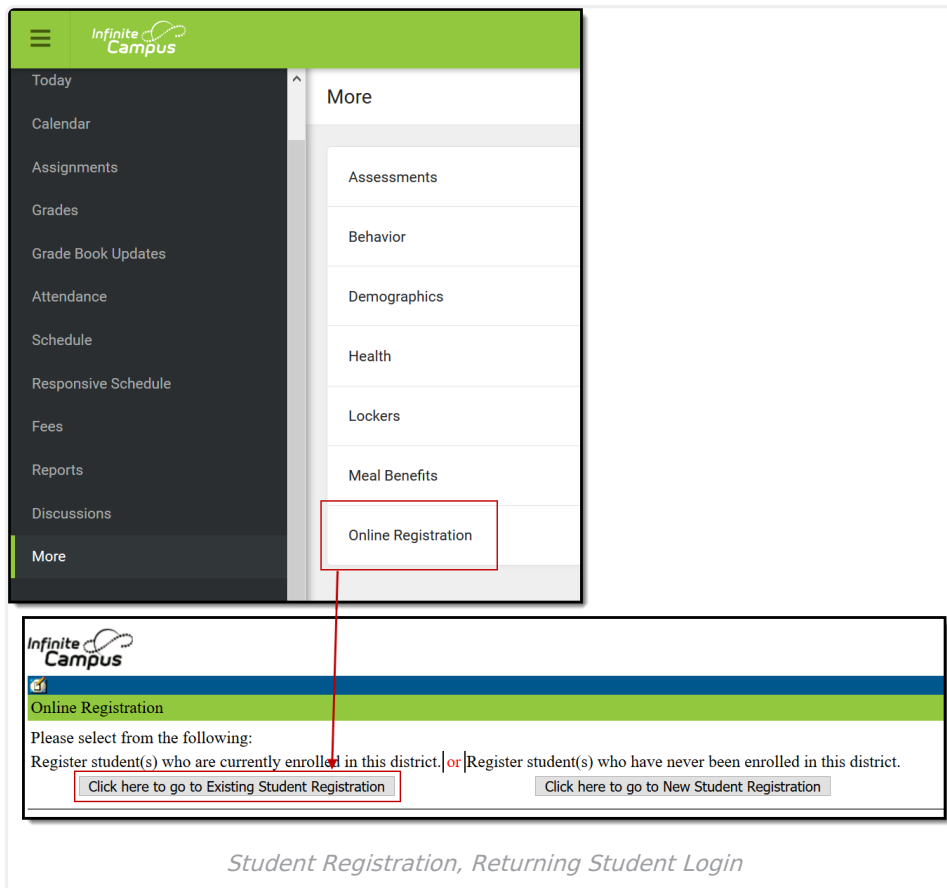 Infinite
Campus
Today
Calendar
Assignments
Grades
Grade Book Updates
Attendance
Schedule
Responsive Schedule
Fees
Reports
Discussions
More
More
Assessments
Behavior
Demographics
Health
Lockers
Meal Benefits
Online Registration
Infinite
Campus
Online Registration
Please select from the following:
Register student(s) who are currently enrolled in this district. or Register student(s) who have never been enrolled in this district.
Click here to go to Existing Student Registration Click here to go to New Student Registration
Student Registration, Returning Student Login